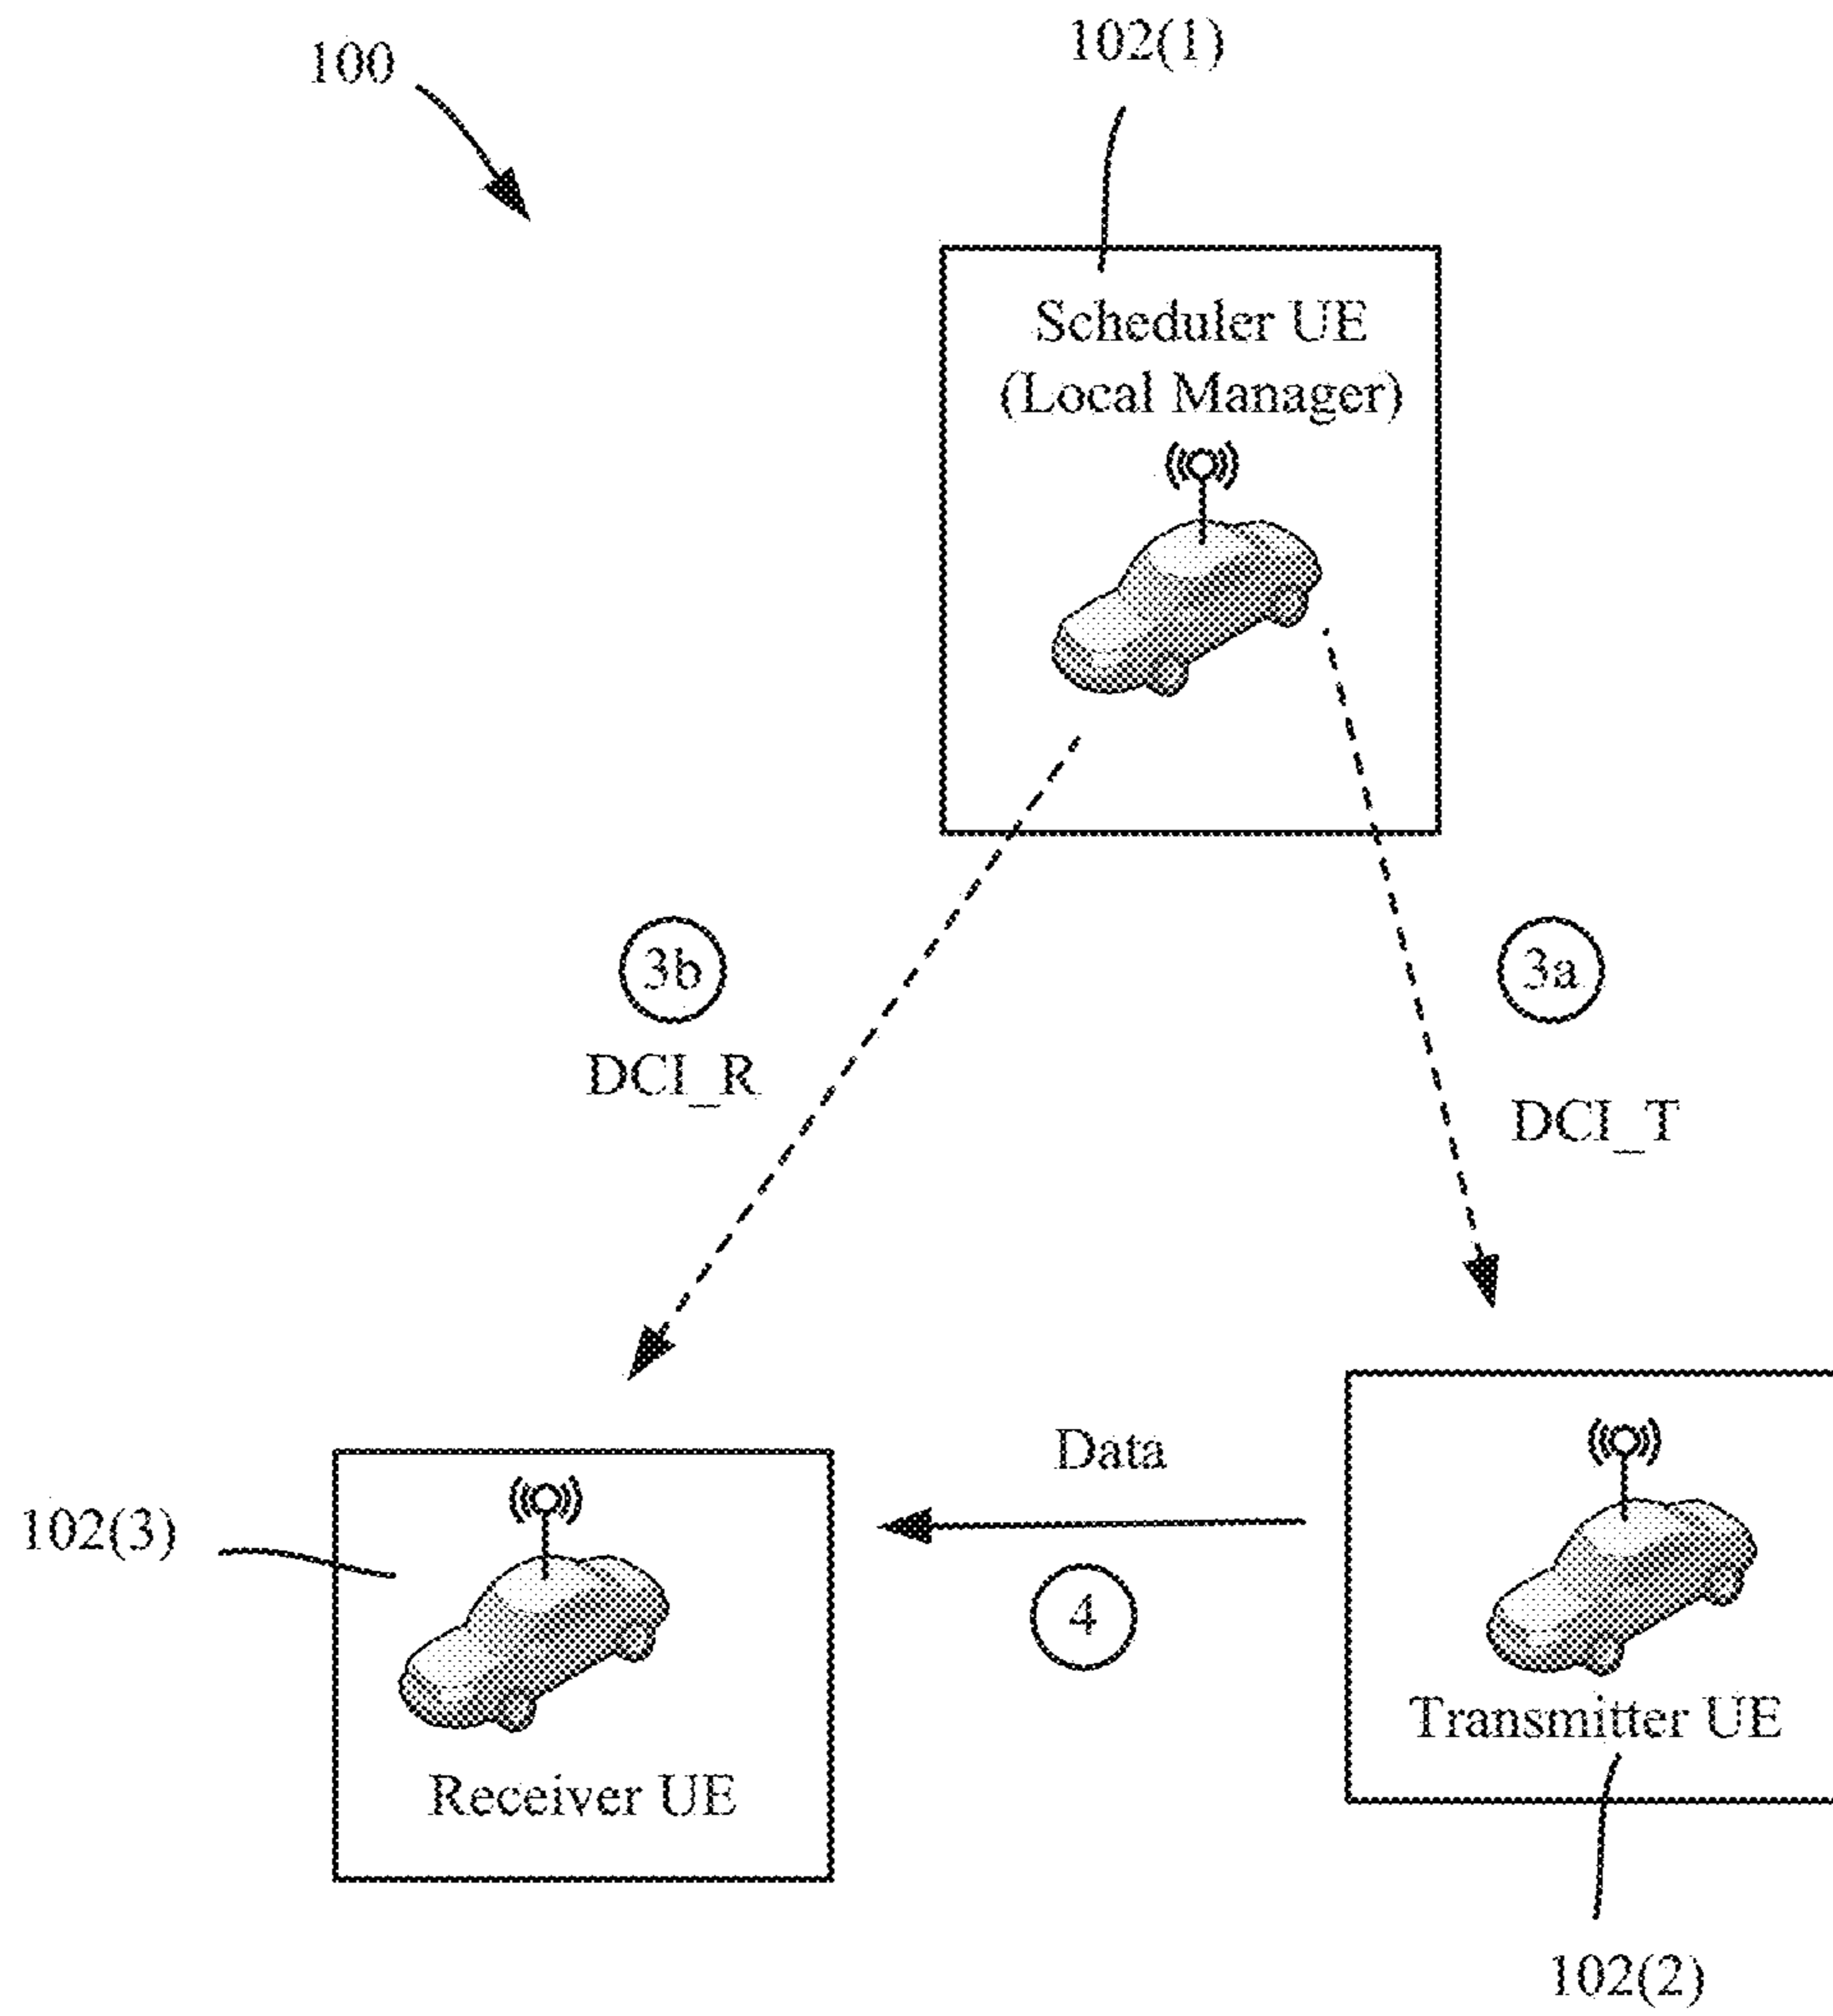 100
102(1)
Scheduler UE
(Local Manager)
3b
3a
DCI_R
DCI_T
Data
102(3)
4
Transmitter UE
Receiver UE
102(2)